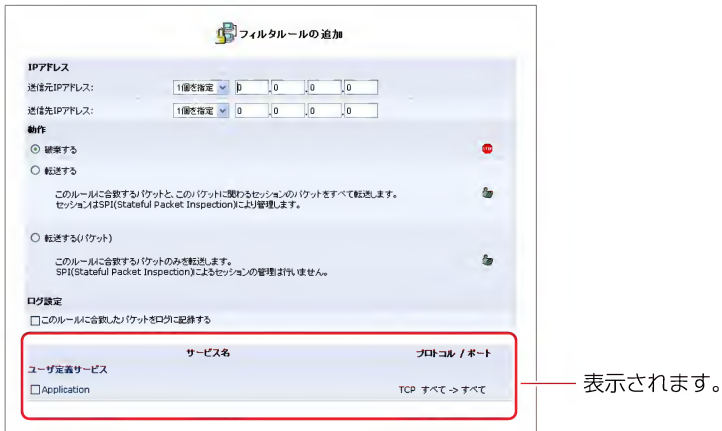 フィルタルールの追加
IPアドレス
送信元IPアドレス: 1個を指定 0 .0 .0 .0
送信先IPアドレス: 1個を指定 0 .0 .0 .0
動作
破棄する
転送する
このルールに合致するパケットと、このパケットに関わるセッションのパケットをすべて転送します。
セッションはSPI(Stateful Packet Inspection)により管理します。
転送する(パケット)
このルールに合致するパケットのみを転送します。
SPI(Stateful Packet Inspection)によるセッションの管理は行いません。
ログ設定
このルールに合致したパケットをログに記録する
サービス名 プロトコル / ポート
ユーザ定義サービス
Application TCP すべて -> すべて
表示されます。